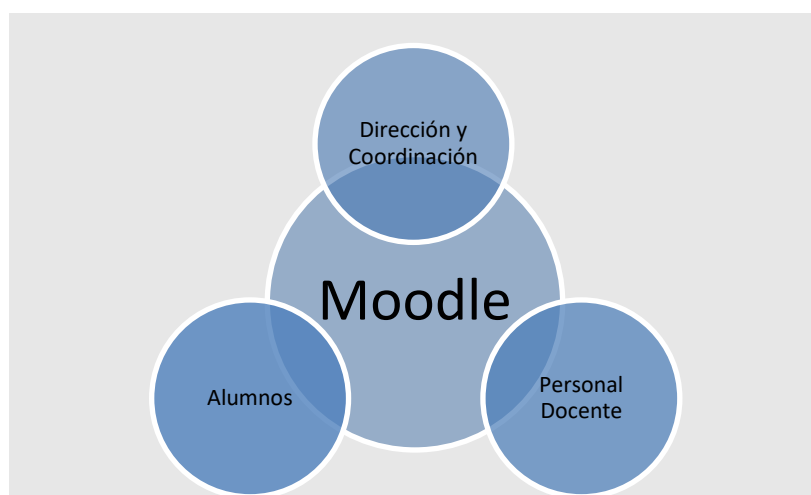 Dirección y
Coordinación
Moodle
Alumnos
Personal
Docente